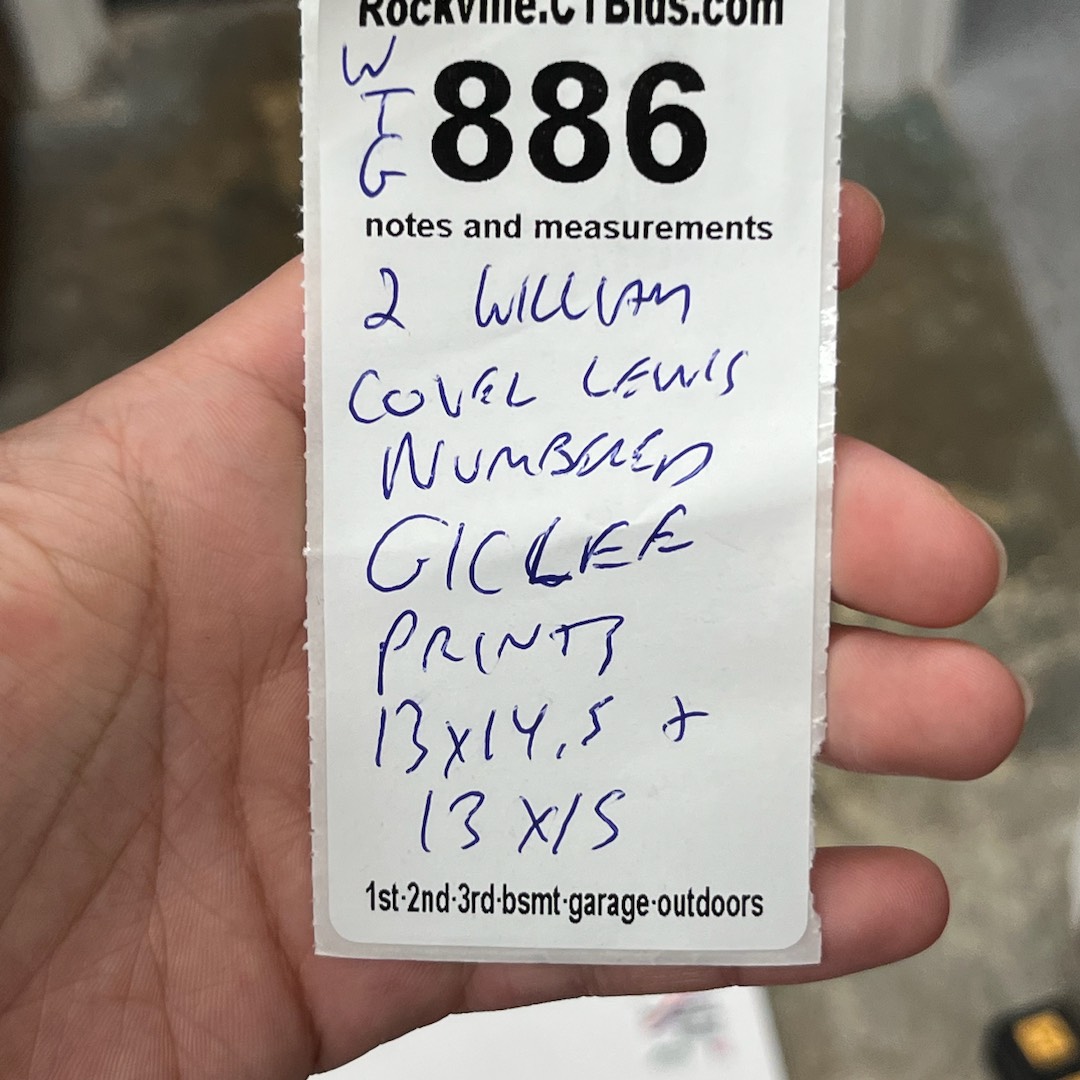 Rockville.CTBids.com
W
I
G
886
notes and measurements
2 WILLIAM
COVEL LEWIS
NUMBERED
GICLEE
PRINTS
13x14.5 +
13 x15
1st·2nd·3rd·bsmt·garage·outdoors